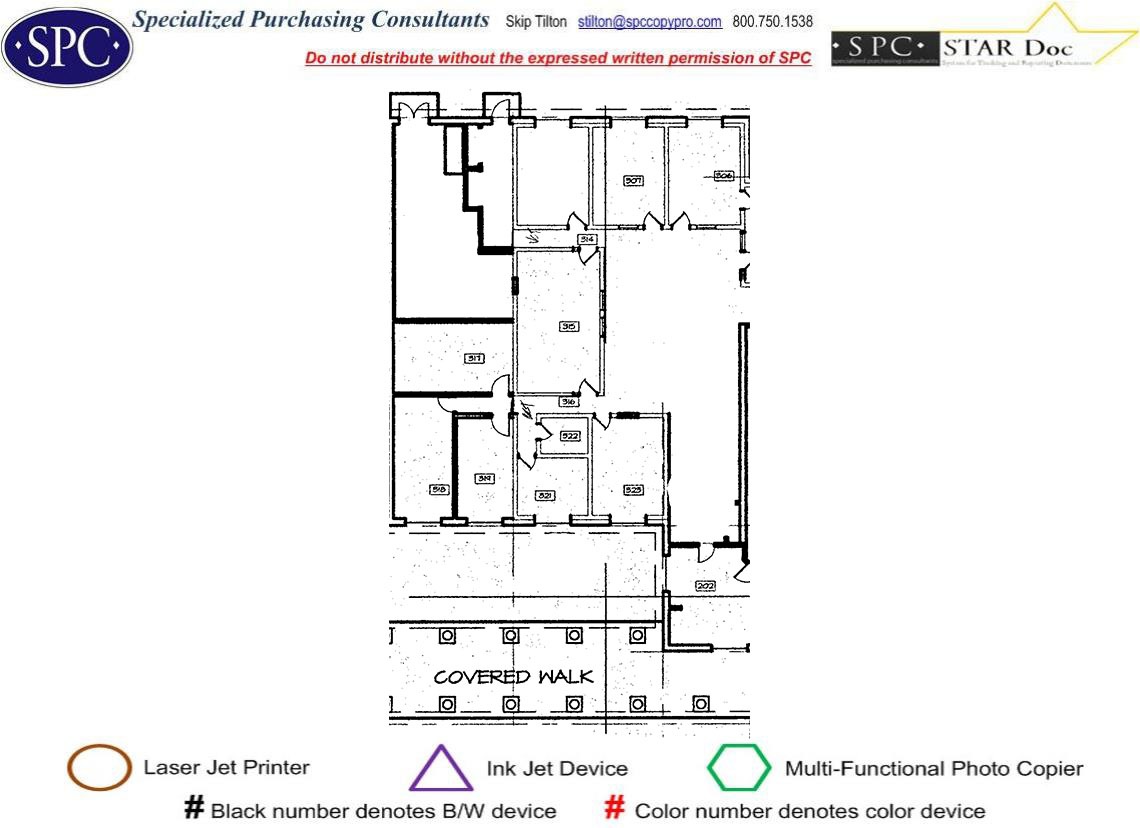 SPC
Specialized Purchasing Consultants Skip Tilton stilton@spccopypro.com 800.750.1538
Do not distribute without the expressed written permission of SPC
• SPC • STAR Doc
specialized purchasing consultants System for Tracking and Reporting Documents
307
306
314
315
317
316
322
319
318
321
323
202
COVERED WALK
Laser Jet Printer
Ink Jet Device
Multi-Functional Photo Copier
# Black number denotes B/W device
# Color number denotes color device